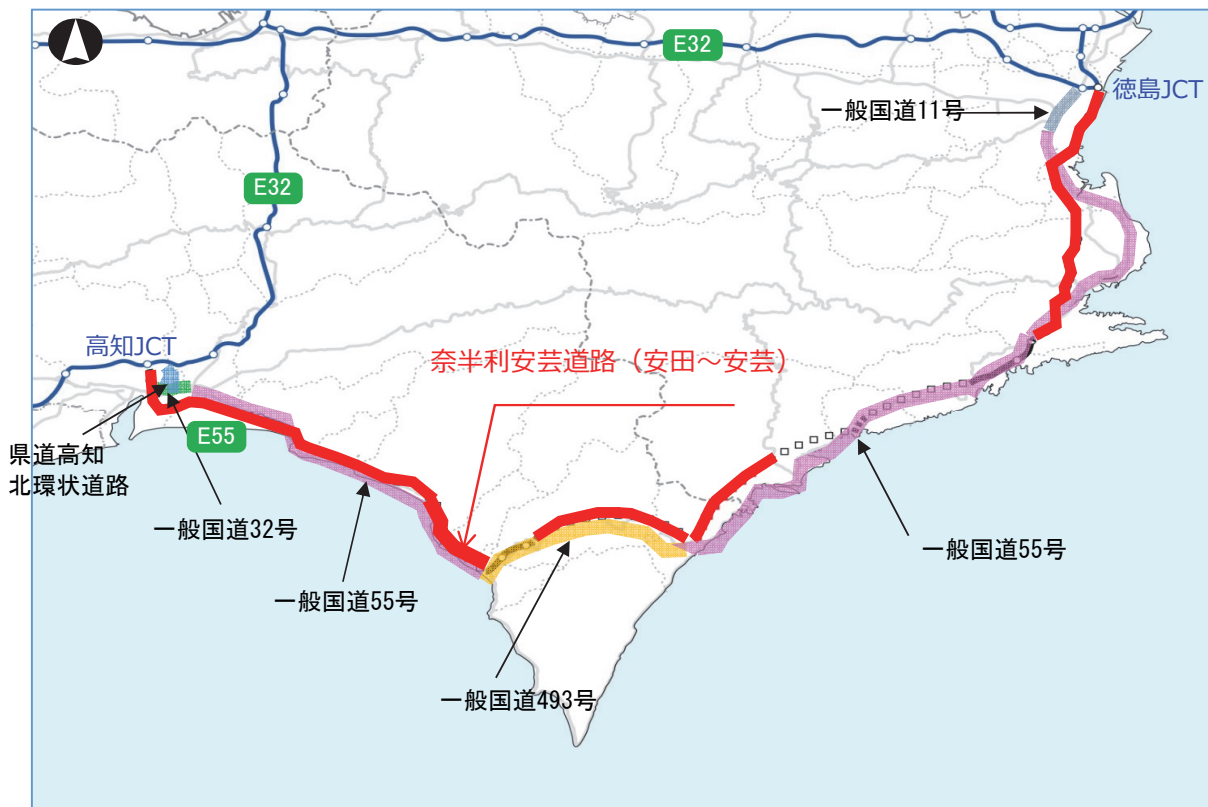 E32
徳島JCT
一般国道11号
E32
高知JCT
奈半利安芸道路（安田～安芸）
E55
県道高知
北環状道路
一般国道32号
一般国道55号
一般国道55号
一般国道493号